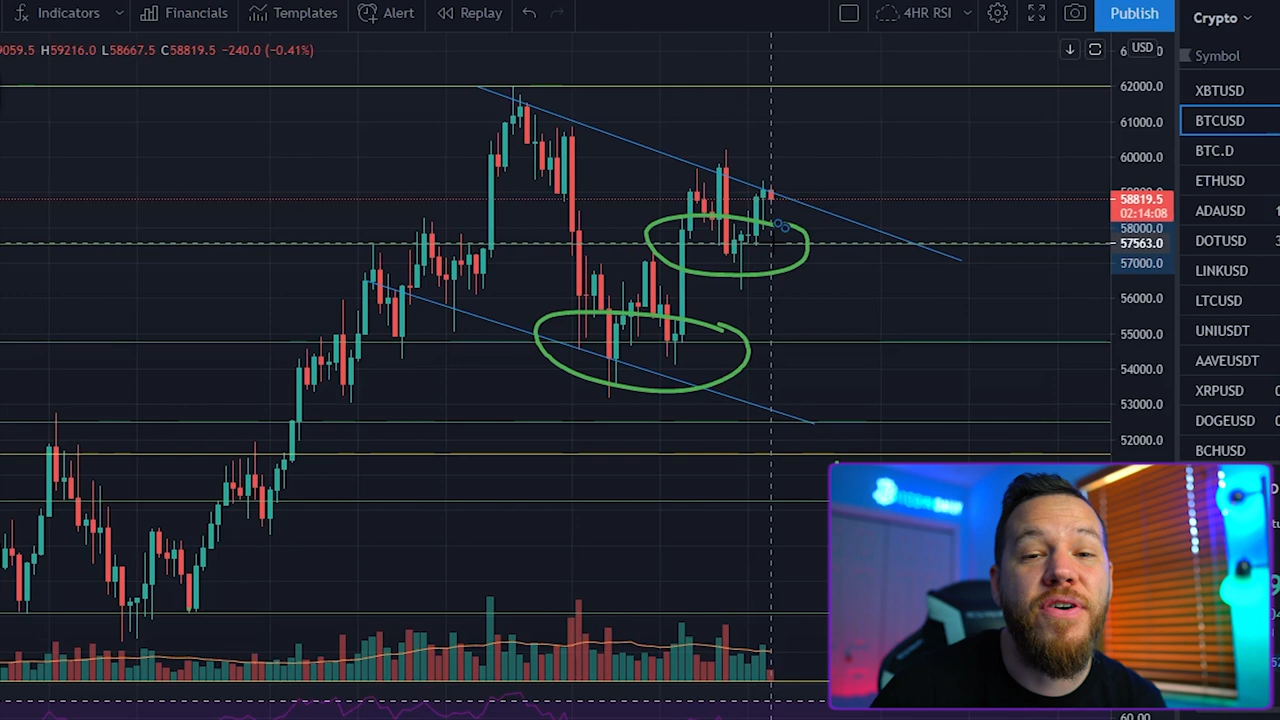 Indicators Financials Templates Alert Replay 4HR RSI Publish Crypto
9059.5 H59216.0 L58667.5 C58819.5 −240.0 (−0.41%)
USD
Symbol
62000.0
XBTUSD
61000.0
BTCUSD
60000.0
BTC.D
ETHUSD
58819.5
02:14:08
ADAUSD
58000.0
57563.0
DOTUSD
57000.0
LINKUSD
56000.0
LTCUSD
55000.0
UNIUSDT
54000.0
AAVEUSDT
XRPUSD
53000.0
DOGEUSD
52000.0
BCHUSD
60.00